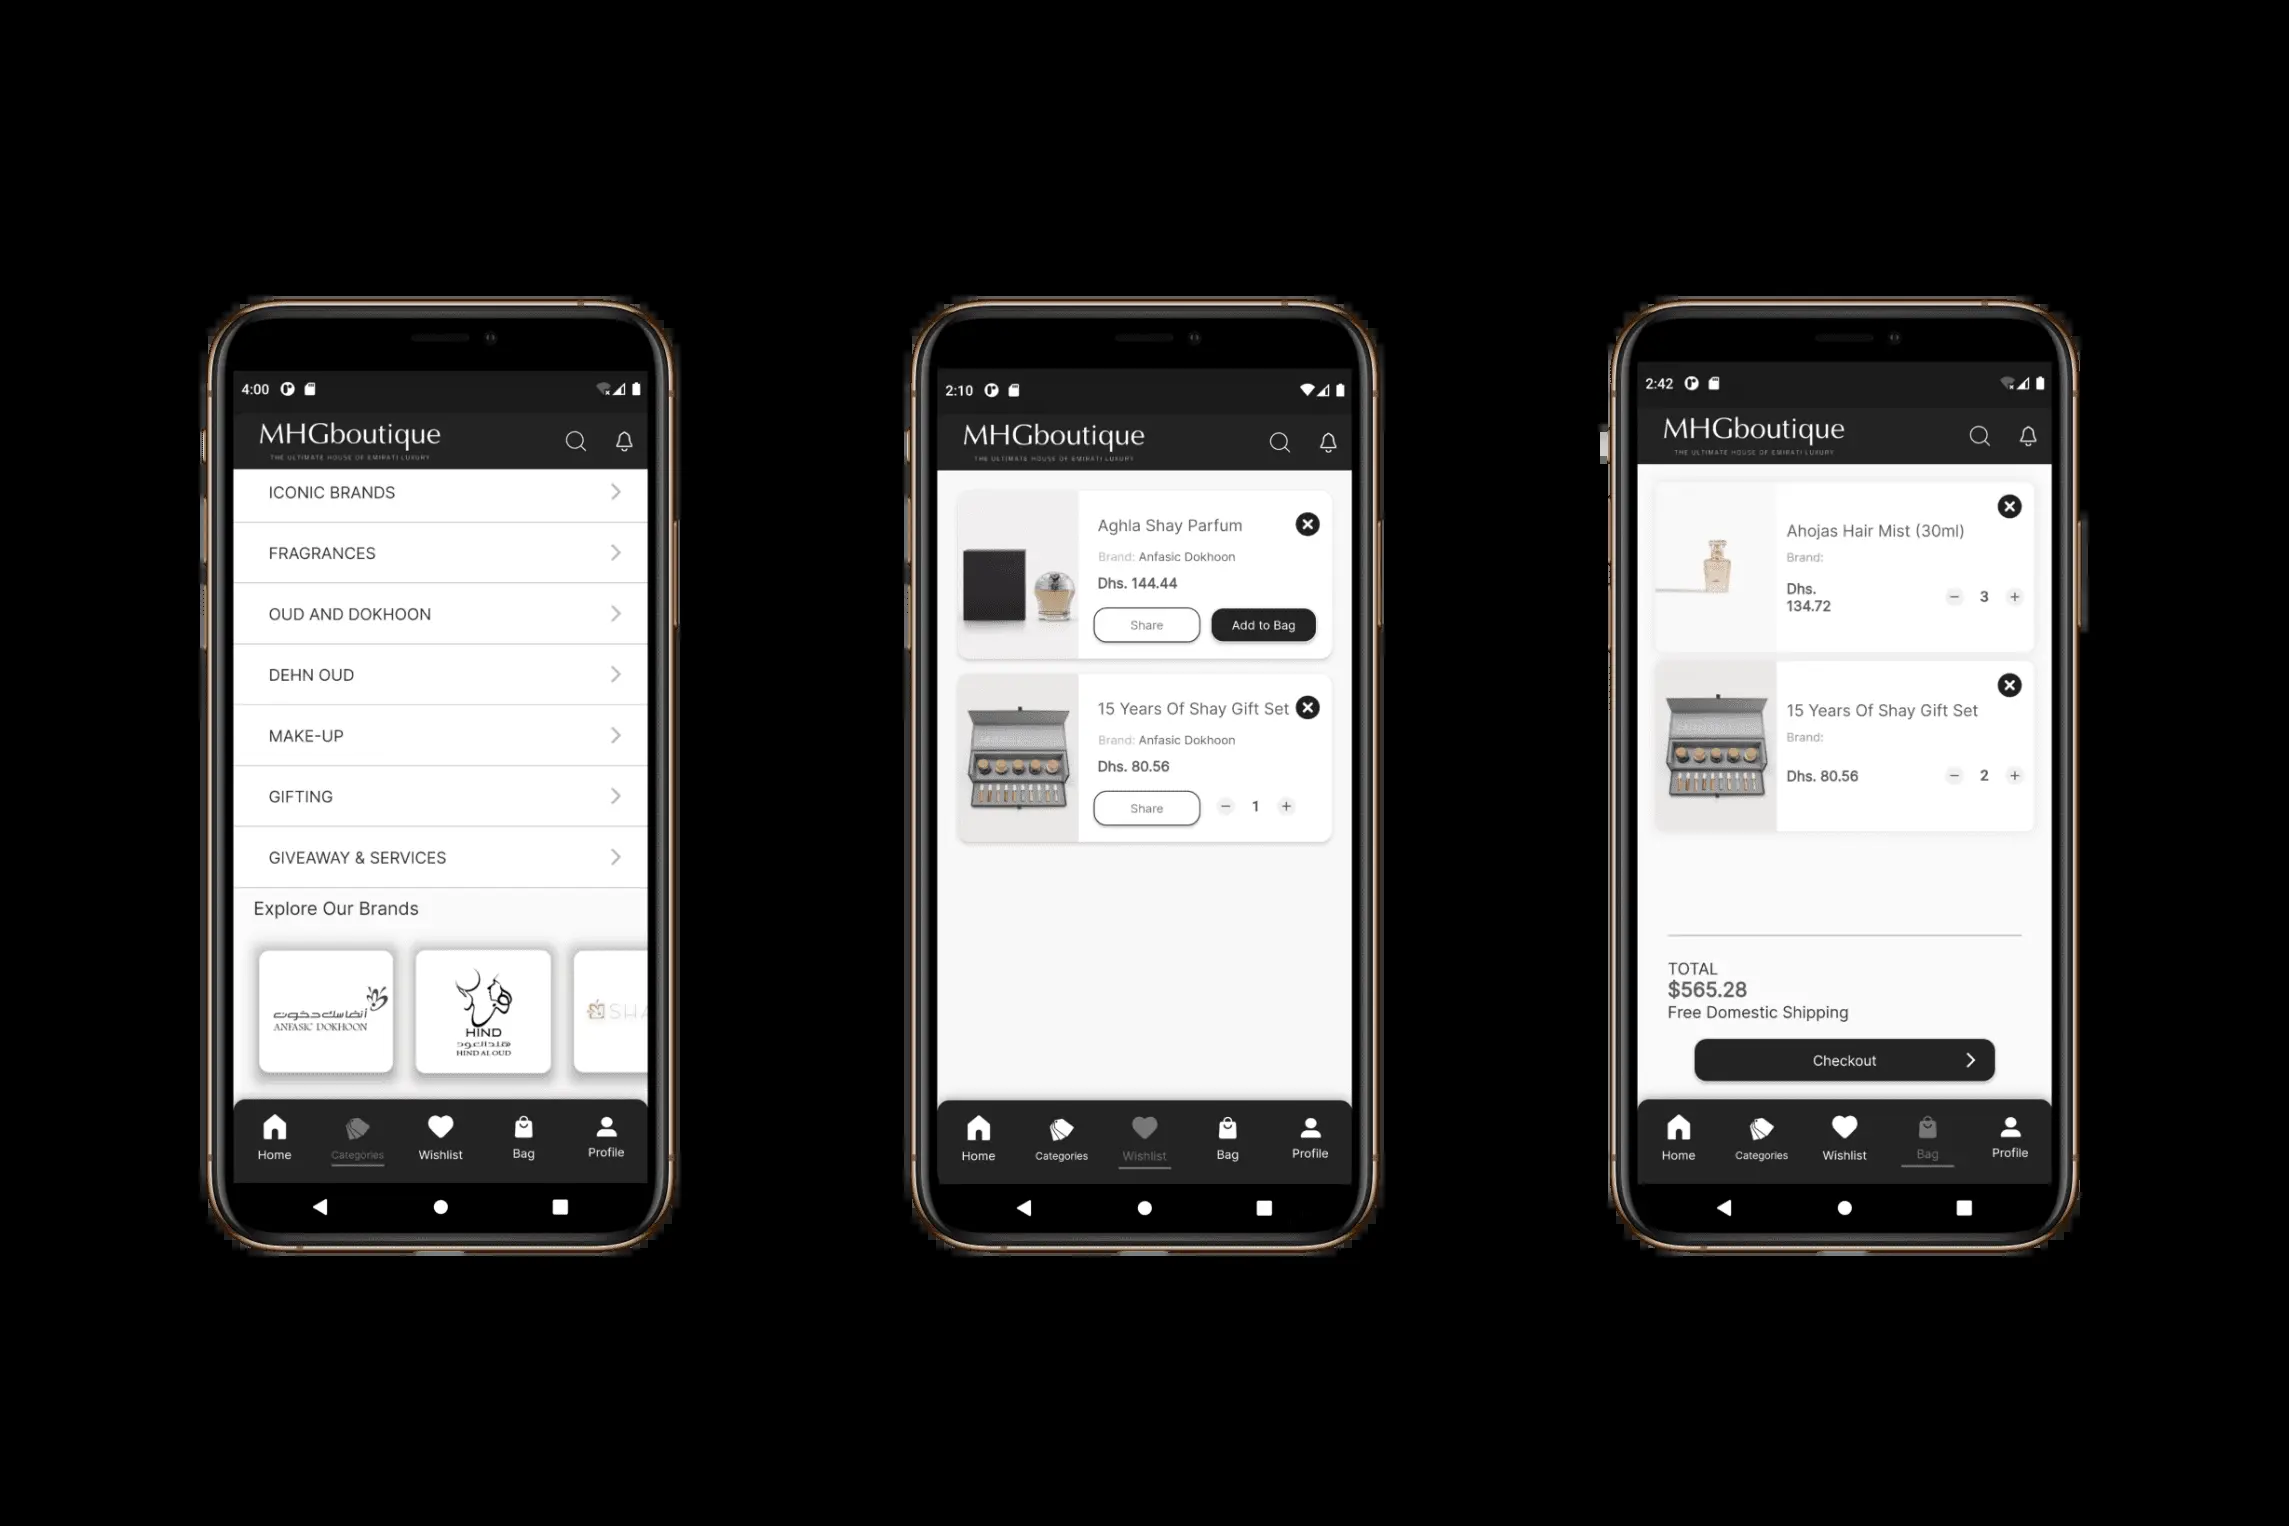 4:00
MHGboutique
THE ULTIMATE HOUSE OF EMIRATI LUXURY
ICONIC BRANDS
FRAGRANCES
OUD AND DOKHOON
DEHN OUD
MAKE-UP
GIFTING
GIVEAWAY & SERVICES
Explore Our Brands
أنفاسك دخون
ANFASIC DOKHOON
هند
HIND
هند العود
HIND AL OUD
SHA
Home
Categories
Wishlist
Bag
Profile
2:10
MHGboutique
THE ULTIMATE HOUSE OF EMIRATI LUXURY
Aghla Shay Parfum
Brand: Anfasic Dokhoon
Dhs. 144.44
Share
Add to Bag
15 Years Of Shay Gift Set
Brand: Anfasic Dokhoon
Dhs. 80.56
Share
− 1 +
Home
Categories
Wishlist
Bag
Profile
2:42
MHGboutique
THE ULTIMATE HOUSE OF EMIRATI LUXURY
Ahojas Hair Mist (30ml)
Brand:
Dhs.
134.72
− 3 +
15 Years Of Shay Gift Set
Brand:
Dhs. 80.56
− 2 +
TOTAL
$565.28
Free Domestic Shipping
Checkout
Home
Categories
Wishlist
Bag
Profile